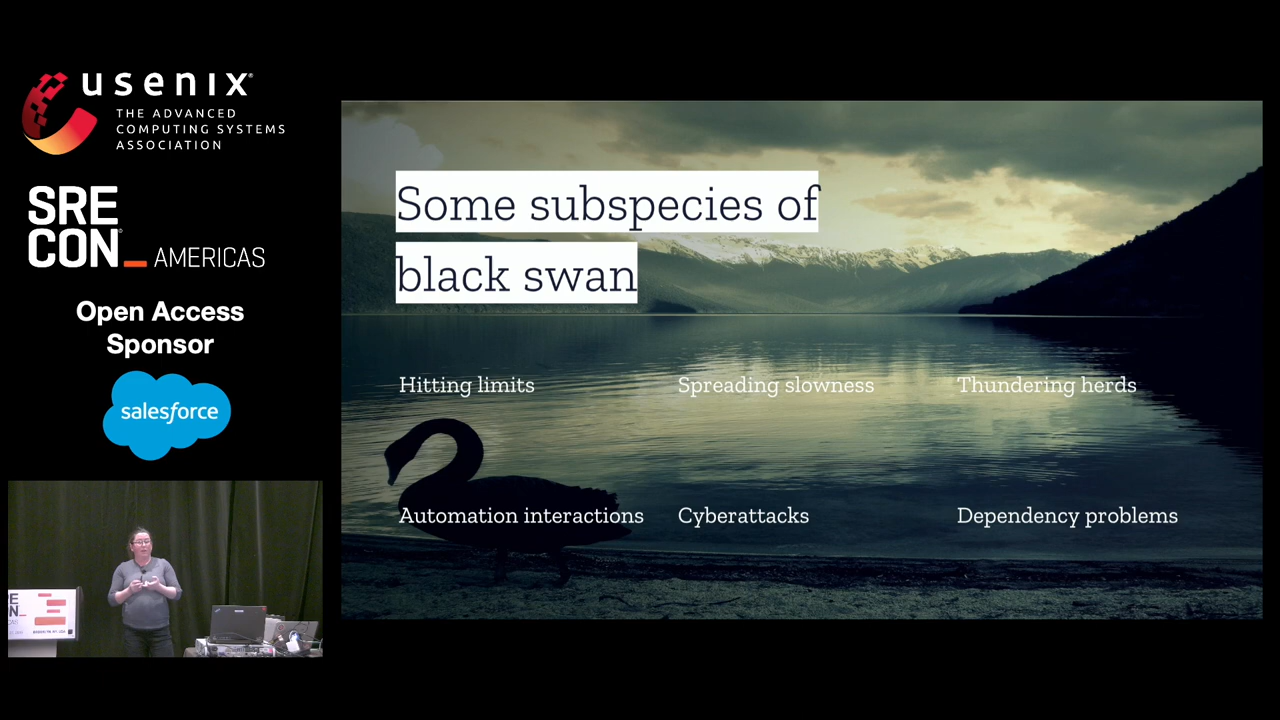 usenix®
THE ADVANCED
COMPUTING SYSTEMS
ASSOCIATION
SRE
CON_ AMERICAS
Open Access
Sponsor
salesforce
Some subspecies of
black swan
Hitting limits
Spreading slowness
Thundering herds
Automation interactions
Cyberattacks
Dependency problems